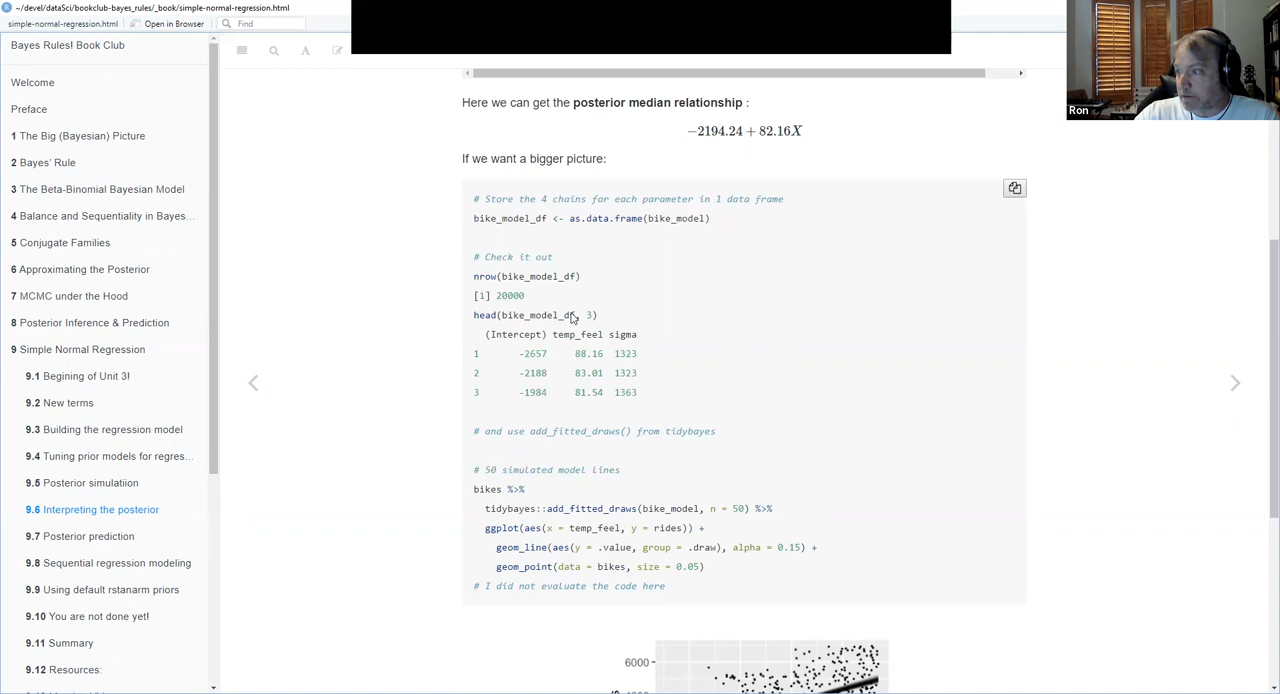 ~/devel/dataSci/bookclub-bayes_rules/_book/simple-normal-regression.html
simple-normal-regression.html
Open in Browser
Find
Bayes Rules! Book Club
Welcome
Preface
1 The Big (Bayesian) Picture
2 Bayes’ Rule
3 The Beta-Binomial Bayesian Model
4 Balance and Sequentiality in Bayes...
5 Conjugate Families
6 Approximating the Posterior
7 MCMC under the Hood
8 Posterior Inference & Prediction
9 Simple Normal Regression
9.1 Begining of Unit 3!
9.2 New terms
9.3 Building the regression model
9.4 Tuning prior models for regres...
9.5 Posterior simulatiion
9.6 Interpreting the posterior
9.7 Posterior prediction
9.8 Sequential regression modeling
9.9 Using default rstanarm priors
9.10 You are not done yet!
9.11 Summary
9.12 Resources:
Here we can get the posterior median relationship :
−2194.24 + 82.16X
If we want a bigger picture:
# Store the 4 chains for each parameter in 1 data frame
bike_model_df <- as.data.frame(bike_model)
# Check it out
nrow(bike_model_df)
[1] 20000
head(bike_model_df, 3)
(Intercept) temp_feel sigma
1 -2657 88.16 1323
2 -2188 83.01 1323
3 -1984 81.54 1363
# and use add_fitted_draws() from tidybayes
# 50 simulated model lines
bikes %>%
tidybayes::add_fitted_draws(bike_model, n = 50) %>%
ggplot(aes(x = temp_feel, y = rides)) +
geom_line(aes(y = .value, group = .draw), alpha = 0.15) +
geom_point(data = bikes, size = 0.05)
# I did not evaluate the code here
6000
Ron